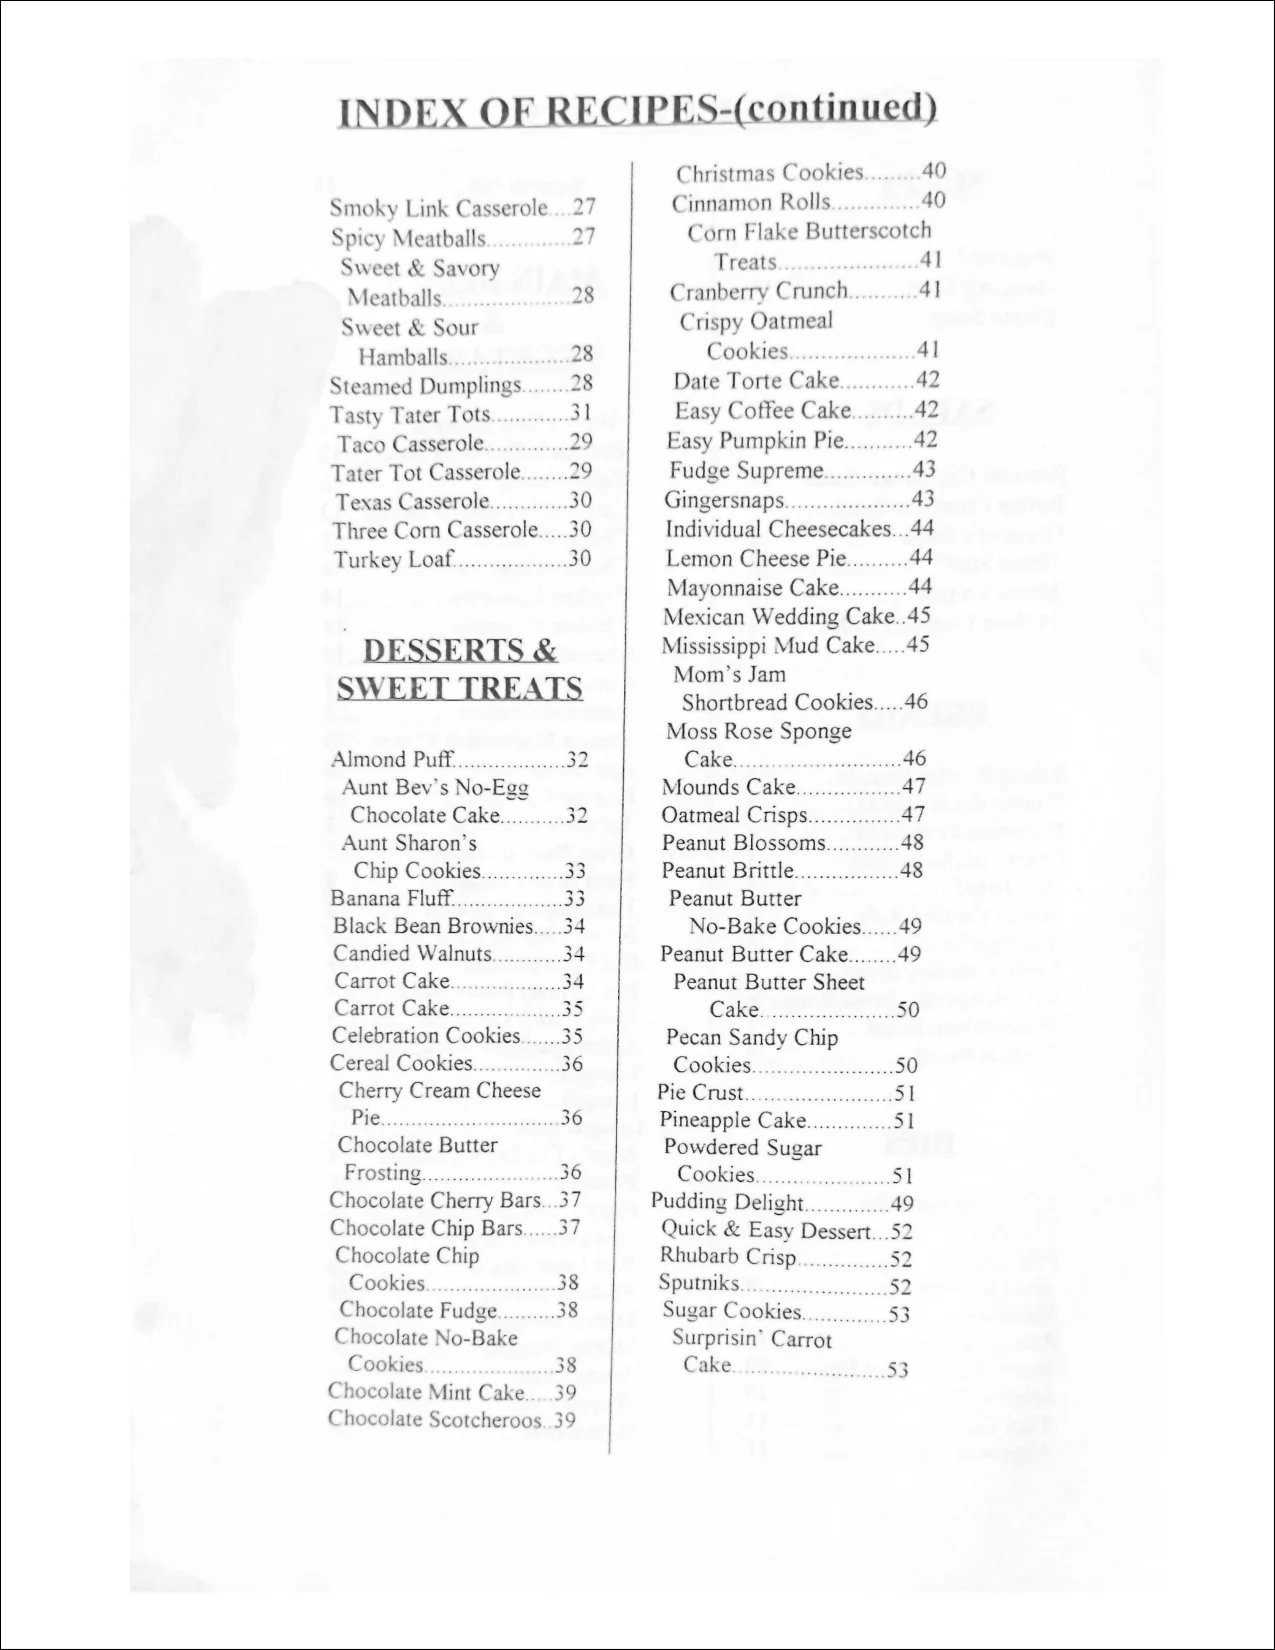 INDEX OF RECIPES-(continued)
Smoky Link Casserole....27
Spicy Meatballs.............27
Sweet & Savory
Meatballs...................28
Sweet & Sour
Hamballs...................28
Steamed Dumplings........28
Tasty Tater Tots............31
Taco Casserole.............29
Tater Tot Casserole........29
Texas Casserole............30
Three Corn Casserole.....30
Turkey Loaf.................30
DESSERTS &
SWEET TREATS
Almond Puff.................32
Aunt Bev's No-Egg
Chocolate Cake..........32
Aunt Sharon's
Chip Cookies.............33
Banana Fluff.................33
Black Bean Brownies.....34
Candied Walnuts...........34
Carrot Cake..................34
Carrot Cake..................35
Celebration Cookies.......35
Cereal Cookies..............36
Cherry Cream Cheese
Pie............................36
Chocolate Butter
Frosting......................36
Chocolate Cherry Bars...37
Chocolate Chip Bars......37
Chocolate Chip
Cookies.....................38
Chocolate Fudge..........38
Chocolate No-Bake
Cookies.....................38
Chocolate Mint Cake.....39
Chocolate Scotcheroos..39
Christmas Cookies.........40
Cinnamon Rolls..............40
Corn Flake Butterscotch
Treats......................41
Cranberry Crunch...........41
Crispy Oatmeal
Cookies....................41
Date Torte Cake............42
Easy Coffee Cake..........42
Easy Pumpkin Pie..........42
Fudge Supreme..............43
Gingersnaps....................43
Individual Cheesecakes...44
Lemon Cheese Pie..........44
Mayonnaise Cake...........44
Mexican Wedding Cake..45
Mississippi Mud Cake.....45
Mom's Jam
Shortbread Cookies.....46
Moss Rose Sponge
Cake..........................46
Mounds Cake................47
Oatmeal Crisps..............47
Peanut Blossoms...........48
Peanut Brittle................48
Peanut Butter
No-Bake Cookies......49
Peanut Butter Cake........49
Peanut Butter Sheet
Cake.....................50
Pecan Sandy Chip
Cookies......................50
Pie Crust.......................51
Pineapple Cake.............51
Powdered Sugar
Cookies.....................51
Pudding Delight.............49
Quick & Easy Dessert...52
Rhubarb Crisp..............52
Sputniks.......................52
Sugar Cookies.............53
Surprisin' Carrot
Cake.......................53